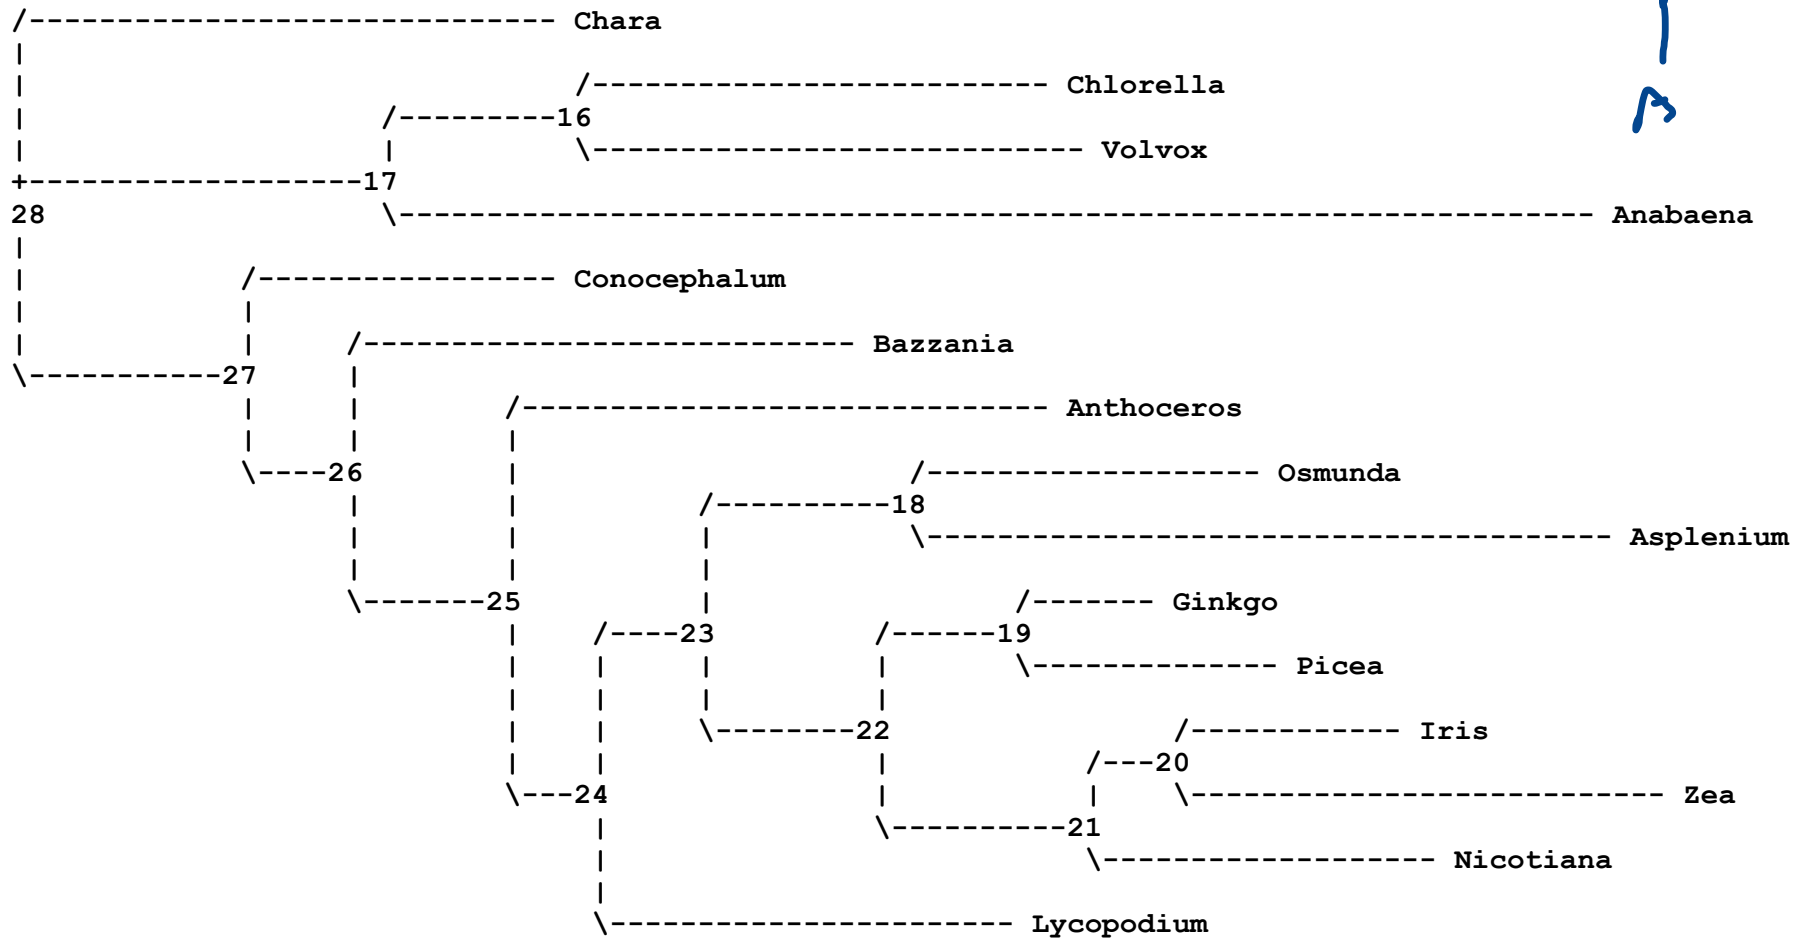 Chara
Chlorella
16
Volvox
17
28
Anabaena
Conocephalum
Bazzania
27
Anthoceros
26
Osmunda
18
Asplenium
25
Ginkgo
23
19
Picea
22
Iris
20
24
Zea
21
Nicotiana
Lycopodium